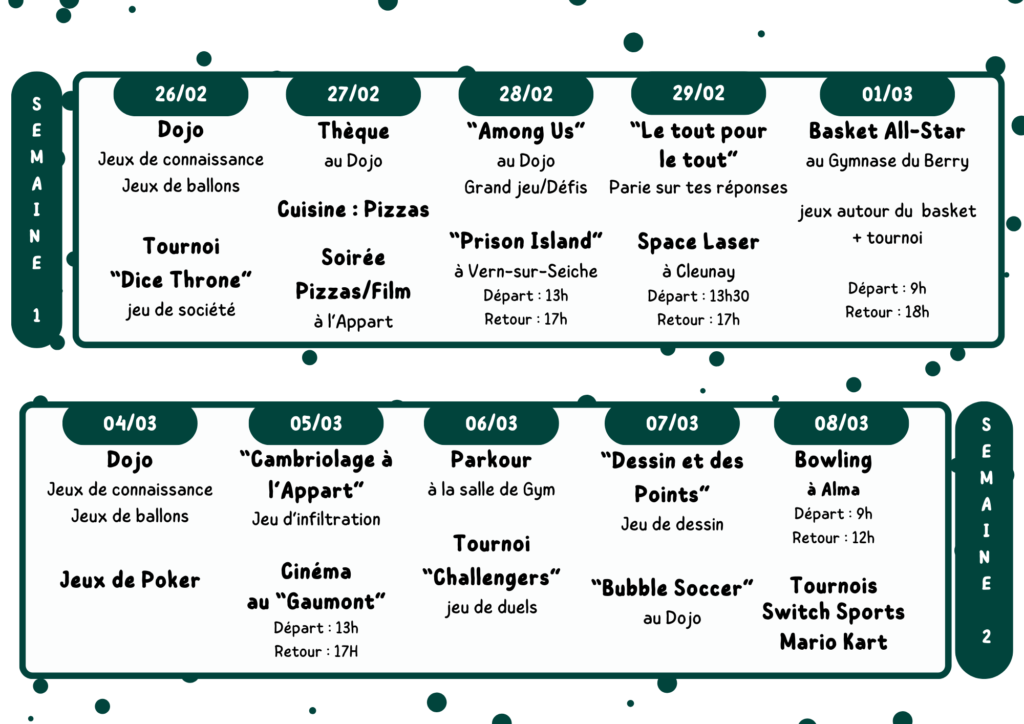 SEMAINE 1
26/02
Dojo
Jeux de connaissance
Jeux de ballons
Tournoi
“Dice Throne”
jeu de société
27/02
Thèque
au Dojo
Cuisine : Pizzas
Soirée
Pizzas/Film
à l’Appart
28/02
“Among Us”
au Dojo
Grand jeu/Défis
“Prison Island”
à Vern-sur-Seiche
Départ : 13h
Retour : 17h
29/02
“Le tout pour
le tout”
Parie sur tes réponses
Space Laser
à Cleunay
Départ : 13h30
Retour : 17h
01/03
Basket All-Star
au Gymnase du Berry
jeux autour du basket
+ tournoi
Départ : 9h
Retour : 18h
04/03
Dojo
Jeux de connaissance
Jeux de ballons
Jeux de Poker
05/03
“Cambriolage à
l’Appart”
Jeu d’infiltration
Cinéma
au “Gaumont”
Départ : 13h
Retour : 17H
06/03
Parkour
à la salle de Gym
Tournoi
“Challengers”
jeu de duels
07/03
“Dessin et des
Points”
Jeu de dessin
“Bubble Soccer”
au Dojo
08/03
Bowling
à Alma
Départ : 9h
Retour : 12h
Tournois
Switch Sports
Mario Kart
SEMAINE 2